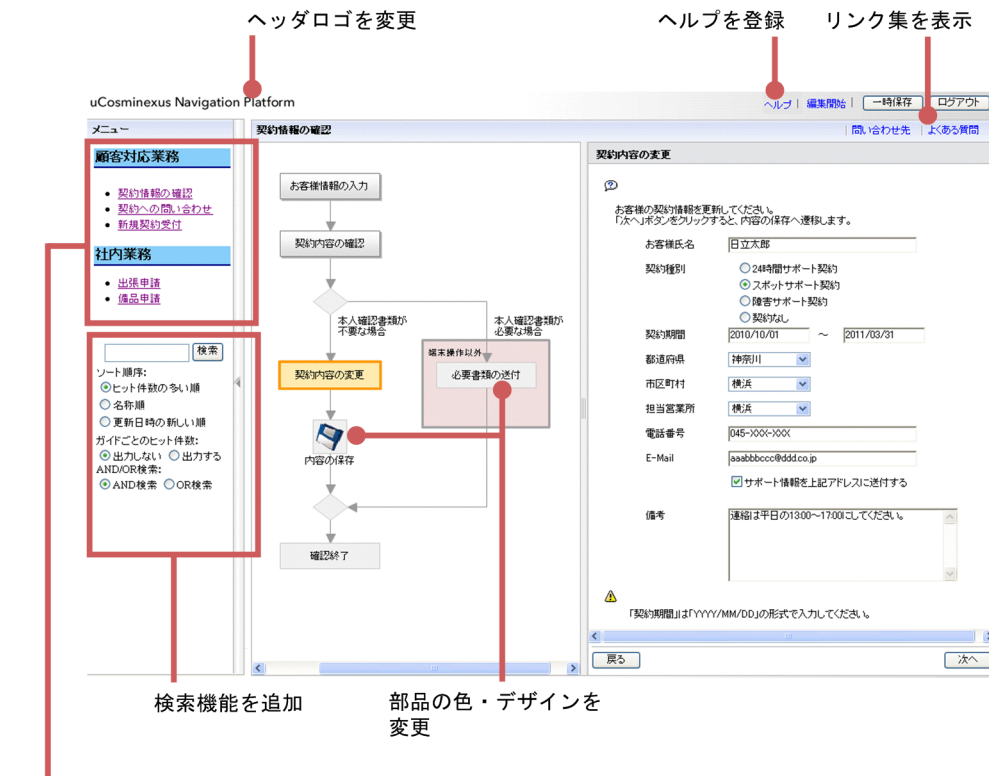 ヘッダロゴを変更
ヘルプを登録
リンク集を表示
uCosminexus Navigation Platform
ヘルプ | 編集開始 | 一時保存 ログアウト
メニュー
契約情報の確認
| 問い合わせ先 | よくある質問
顧客対応業務
• 契約情報の確認
• 契約への問い合わせ
• 新規契約受付
社内業務
• 出張申請
• 備品申請
検索
ソート順序:
ヒット件数の多い順
名称順
更新日時の新しい順
ガイドごとのヒット件数:
出力しない 出力する
AND/OR検索:
AND検索 OR検索
お客様情報の入力
契約内容の確認
本人確認書類が
不要な場合
本人確認書類が
必要な場合
端末操作以外
契約内容の変更
必要書類の送付
内容の保存
確認終了
契約内容の変更
お客様の契約情報を更新してください。
「次へ」ボタンをクリックすると、内容の保存へ遷移します。
お客様氏名 日立太郎
契約種別 24時間サポート契約
スポットサポート契約
障害サポート契約
契約なし
契約期間 2010/10/01 ～ 2011/03/31
都道府県 神奈川
市区町村 横浜
担当営業所 横浜
電話番号 045-XXX-XXX
E-Mail aaabbbccc@ddd.co.jp
サポート情報を上記アドレスに送付する
備考 連絡は平日の13:00～17:00にしてください。
「契約期間」は「YYYY/MM/DD」の形式で入力してください。
戻る 次へ
検索機能を追加
部品の色・デザインを
変更